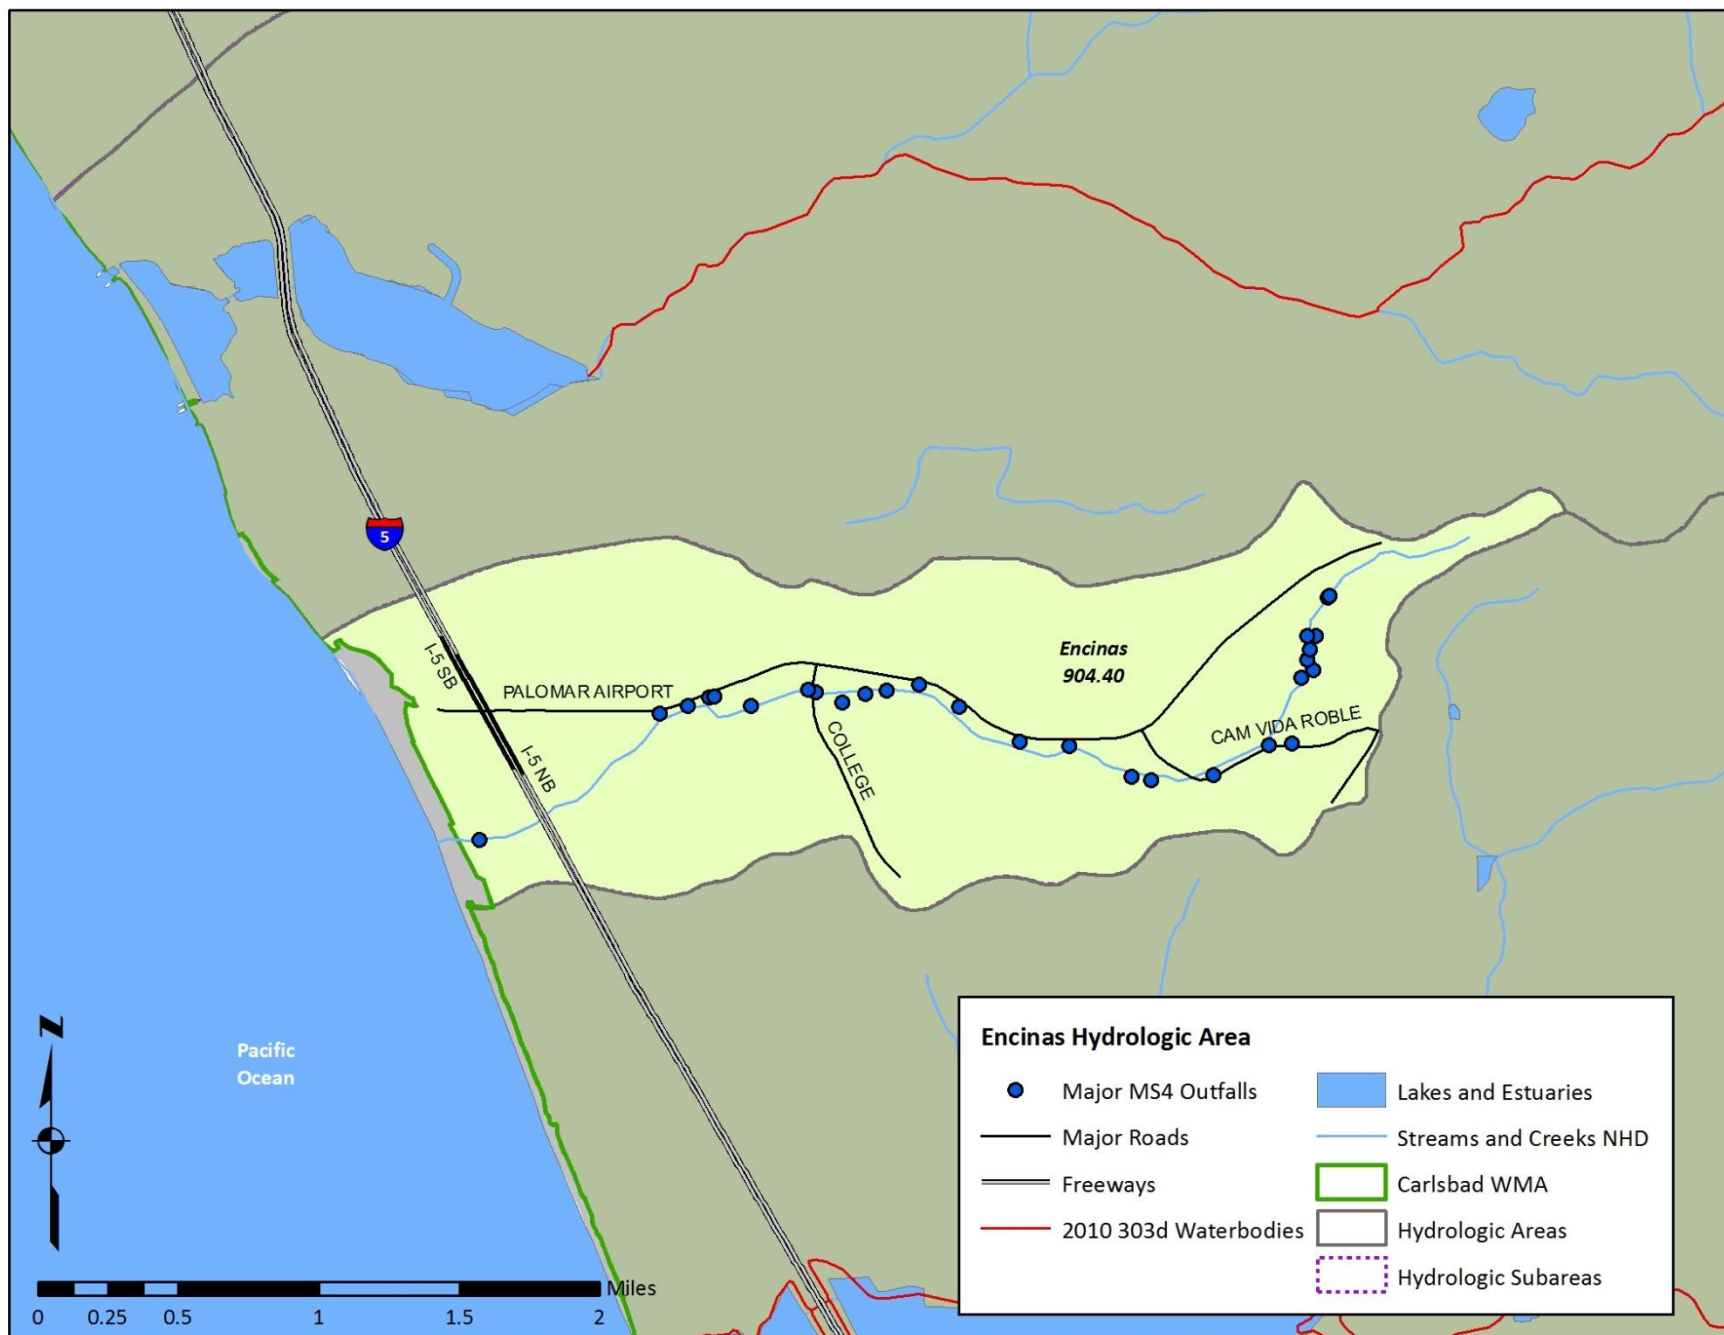 5
I-5 SB
PALOMAR AIRPORT
I-5 NB
COLLEGE
Encinas
904.40
CAM VIDA ROBLE
Pacific
Ocean
N
Miles
0 0.25 0.5 1 1.5 2
Encinas Hydrologic Area
Major MS4 Outfalls
Major Roads
Freeways
2010 303d Waterbodies
Lakes and Estuaries
Streams and Creeks NHD
Carlsbad WMA
Hydrologic Areas
Hydrologic Subareas